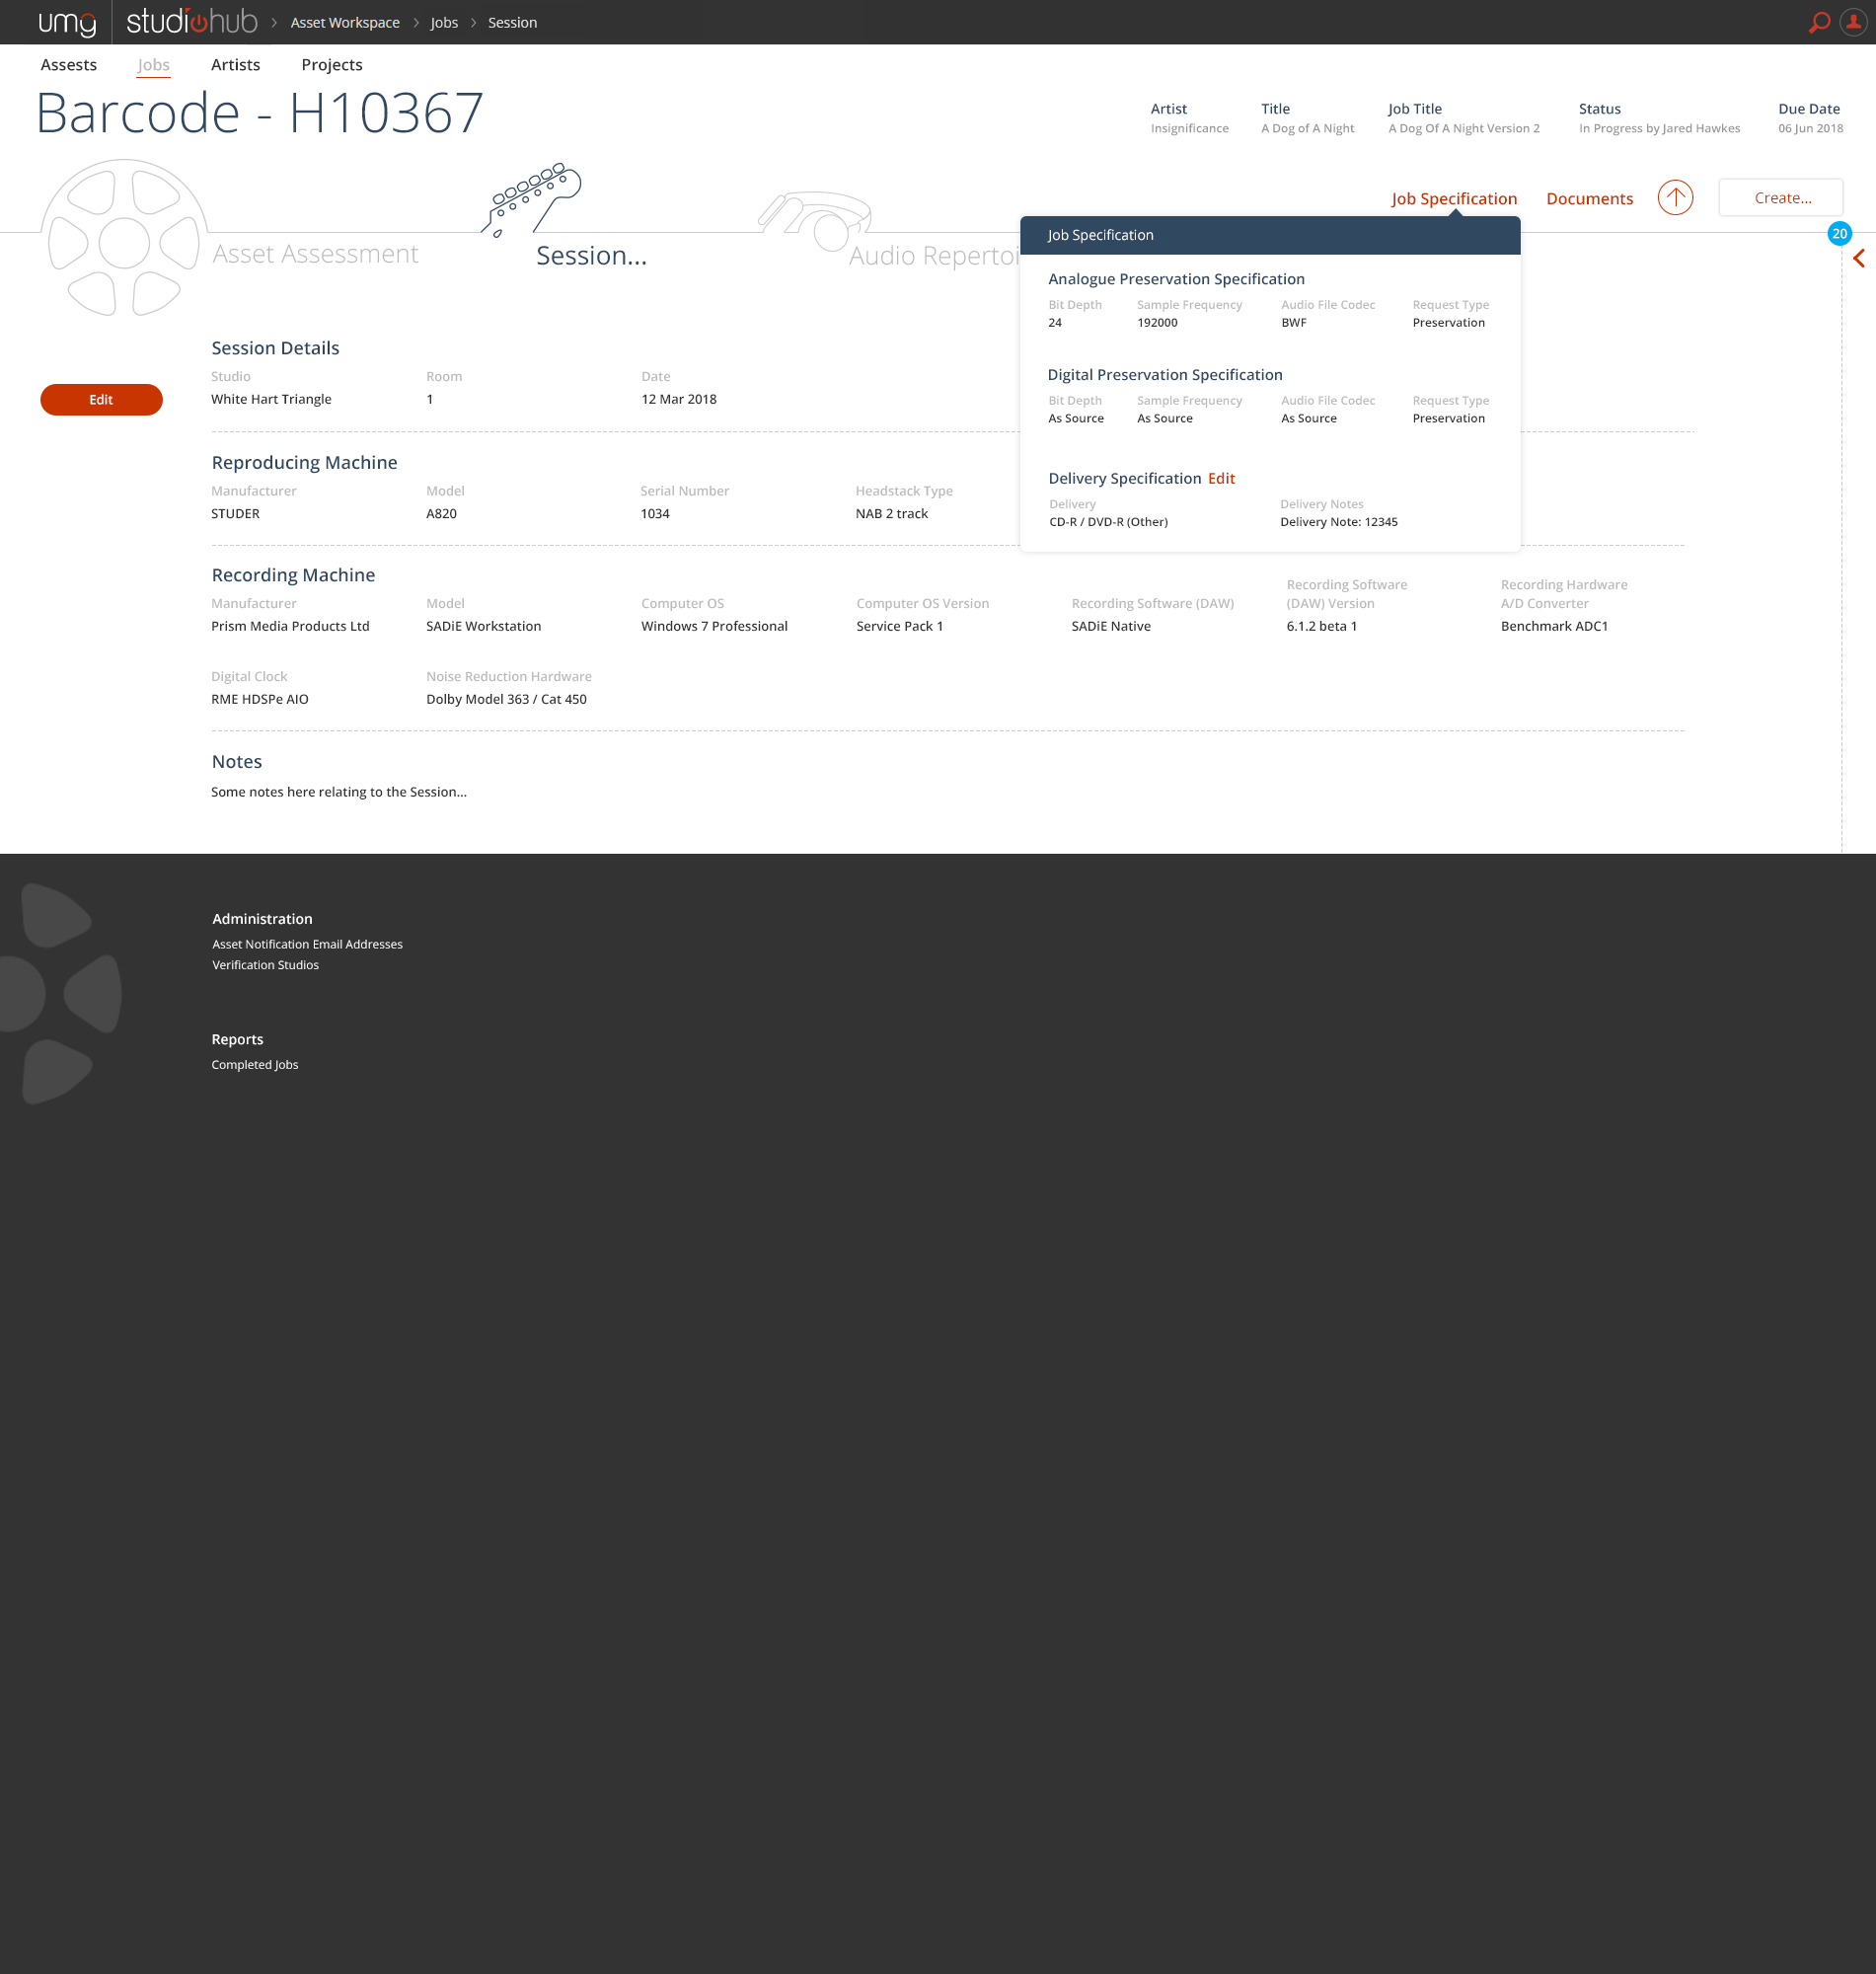 umg studiohub > Asset Workspace > Jobs > Session
Assests Jobs Artists Projects
Barcode - H10367
Artist Title Job Title Status Due Date
Insignificance A Dog of A Night A Dog Of A Night Version 2 In Progress by Jared Hawkes 06 Jun 2018
Job Specification Documents Create...
20
Asset Assessment Session... Audio Repertoi
Job Specification
Analogue Preservation Specification
Bit Depth Sample Frequency Audio File Codec Request Type
24 192000 BWF Preservation
Digital Preservation Specification
Bit Depth Sample Frequency Audio File Codec Request Type
As Source As Source As Source Preservation
Delivery Specification Edit
Delivery Delivery Notes
CD-R / DVD-R (Other) Delivery Note: 12345
Edit
Session Details
Studio Room Date
White Hart Triangle 1 12 Mar 2018
Reproducing Machine
Manufacturer Model Serial Number Headstack Type
STUDER A820 1034 NAB 2 track
Recording Machine
Manufacturer Model Computer OS Computer OS Version Recording Software (DAW) Recording Software (DAW) Version Recording Hardware A/D Converter
Prism Media Products Ltd SADiE Workstation Windows 7 Professional Service Pack 1 SADiE Native 6.1.2 beta 1 Benchmark ADC1
Digital Clock Noise Reduction Hardware
RME HDSPe AIO Dolby Model 363 / Cat 450
Notes
Some notes here relating to the Session...
Administration
Asset Notification Email Addresses
Verification Studios
Reports
Completed Jobs